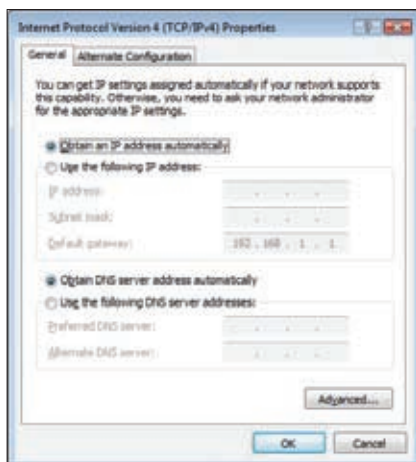 Internet Protocol Version 4 (TCP/IPv4) Properties
General
Alternate Configuration
You can get IP settings assigned automatically if your network supports
this capability. Otherwise, you need to ask your network administrator
for the appropriate IP settings.
Obtain an IP address automatically
Use the following IP address:
IP address:
Subnet mask:
Default gateway: 192 . 168 . 1 . 1
Obtain DNS server address automatically
Use the following DNS server addresses:
Preferred DNS server:
Alternate DNS server:
Advanced...
OK
Cancel